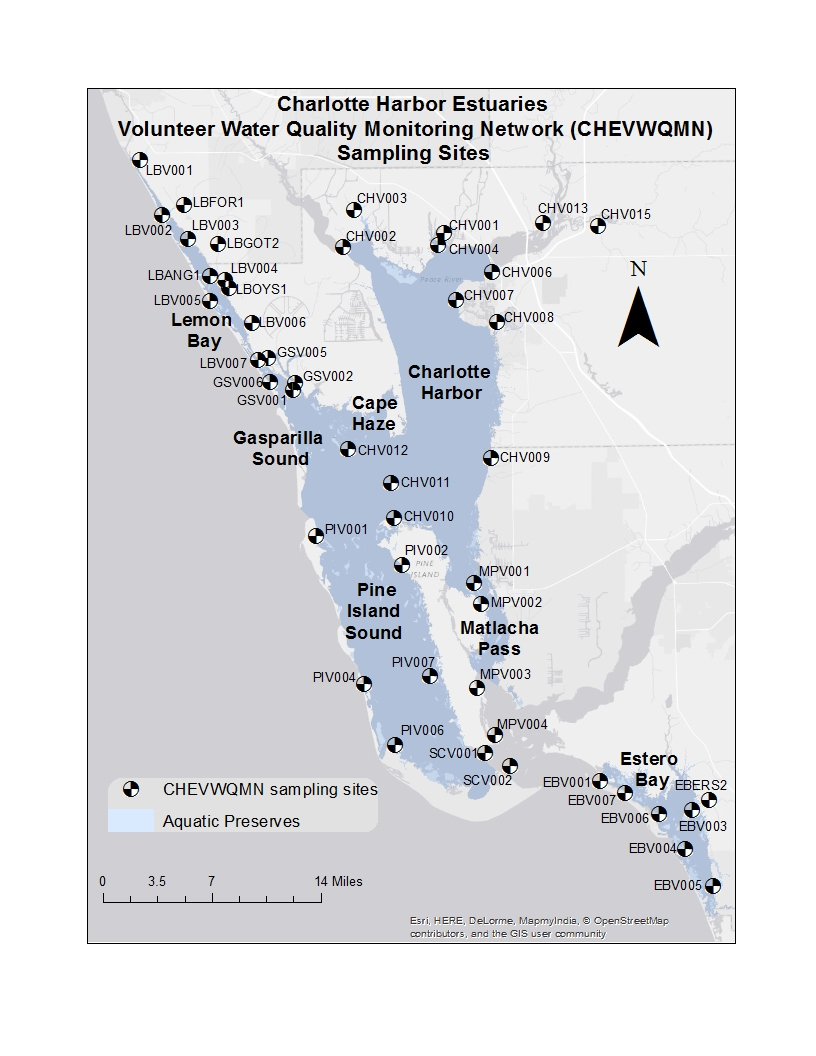 Charlotte Harbor Estuaries
Volunteer Water Quality Monitoring Network (CHEVWQMN)
Sampling Sites
LBV001
LBFOR1
LBV002
LBV003
LBGOT2
CHV003
CHV002
CHV001
CHV004
CHV013
CHV015
LBANG1
LBV004
LBOYS1
LBV005
Peace River
CHV006
CHV007
CHV008
N
Lemon
Bay
LBV006
LBV007
GSV005
GSV006
GSV002
GSV001
Charlotte
Harbor
Cape
Haze
Gasparilla
Sound
CHV012
CHV009
CHV011
CHV010
PIV001
PIV002
PINE
ISLAND
MPV001
MPV002
Pine
Island
Sound
Matlacha
Pass
PIV007
PIV004
MPV003
PIV006
MPV004
SCV001
SCV002
Estero
Bay
EBV001
EBERS2
EBV007
EBV006
EBV003
EBV004
EBV005
CHEVWQMN sampling sites
Aquatic Preserves
0 3.5 7 14 Miles
Esri, HERE, DeLorme, MapmyIndia, © OpenStreetMap
contributors, and the GIS user community